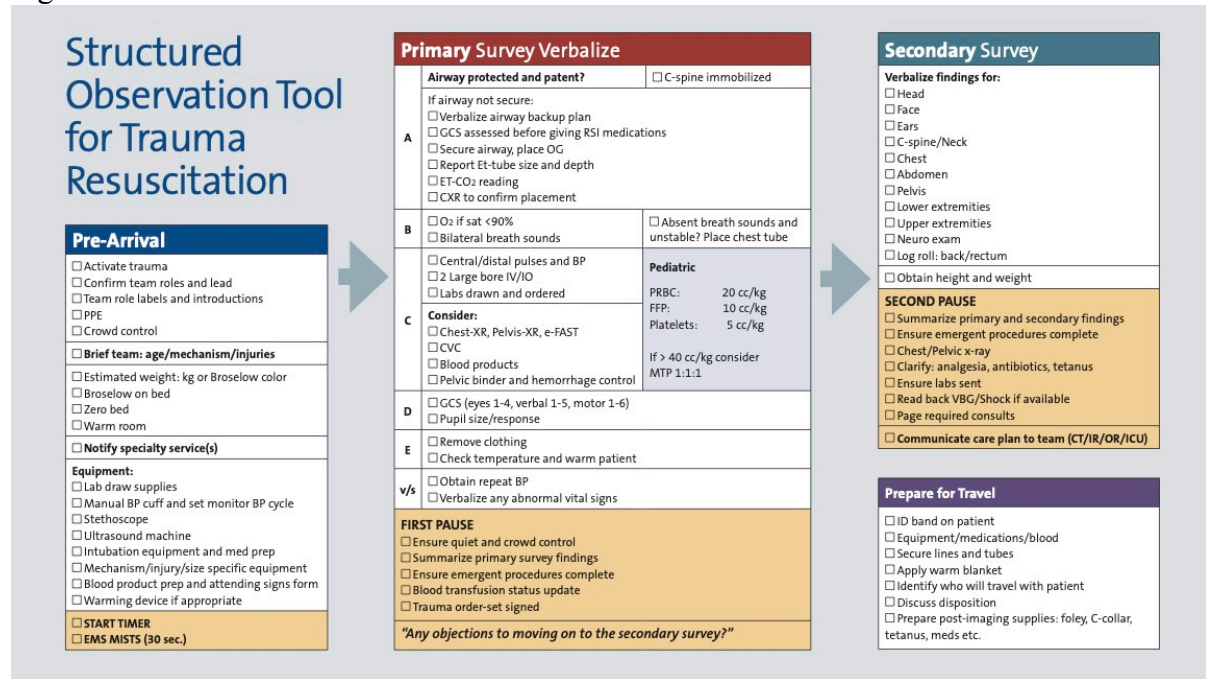 Structured
Observation Tool
for Trauma
Resuscitation
Pre-Arrival
☐ Activate trauma
☐ Confirm team roles and lead
☐ Team role labels and introductions
☐ PPE
☐ Crowd control
☐ Brief team: age/mechanism/injuries
☐ Estimated weight: kg or Broselow color
☐ Broselow on bed
☐ Zero bed
☐ Warm room
☐ Notify specialty service(s)
Equipment:
☐ Lab draw supplies
☐ Manual BP cuff and set monitor BP cycle
☐ Stethoscope
☐ Ultrasound machine
☐ Intubation equipment and med prep
☐ Mechanism/injury/size specific equipment
☐ Blood product prep and attending signs form
☐ Warming device if appropriate
☐ START TIMER
☐ EMS MISTS (30 sec.)
Primary Survey Verbalize
A
Airway protected and patent?
☐ C-spine immobilized
If airway not secure:
☐ Verbalize airway backup plan
☐ GCS assessed before giving RSI medications
☐ Secure airway, place OG
☐ Report Et-tube size and depth
☐ ET-CO2 reading
☐ CXR to confirm placement
B
☐ O2 if sat <90%
☐ Bilateral breath sounds
☐ Absent breath sounds and
unstable? Place chest tube
C
☐ Central/distal pulses and BP
☐ 2 Large bore IV/IO
☐ Labs drawn and ordered
Consider:
☐ Chest-XR, Pelvis-XR, e-FAST
☐ CVC
☐ Blood products
☐ Pelvic binder and hemorrhage control
Pediatric
PRBC: 20 cc/kg
FFP: 10 cc/kg
Platelets: 5 cc/kg
If > 40 cc/kg consider
MTP 1:1:1
D
☐ GCS (eyes 1-4, verbal 1-5, motor 1-6)
☐ Pupil size/response
E
☐ Remove clothing
☐ Check temperature and warm patient
v/s
☐ Obtain repeat BP
☐ Verbalize any abnormal vital signs
FIRST PAUSE
☐ Ensure quiet and crowd control
☐ Summarize primary survey findings
☐ Ensure emergent procedures complete
☐ Blood transfusion status update
☐ Trauma order-set signed
“Any objections to moving on to the secondary survey?”
Secondary Survey
Verbalize findings for:
☐ Head
☐ Face
☐ Ears
☐ C-spine/Neck
☐ Chest
☐ Abdomen
☐ Pelvis
☐ Lower extremities
☐ Upper extremities
☐ Neuro exam
☐ Log roll: back/rectum
☐ Obtain height and weight
SECOND PAUSE
☐ Summarize primary and secondary findings
☐ Ensure emergent procedures complete
☐ Chest/Pelvic x-ray
☐ Clarify: analgesia, antibiotics, tetanus
☐ Ensure labs sent
☐ Read back VBG/Shock if available
☐ Page required consults
☐ Communicate care plan to team (CT/IR/OR/ICU)
Prepare for Travel
☐ ID band on patient
☐ Equipment/medications/blood
☐ Secure lines and tubes
☐ Apply warm blanket
☐ Identify who will travel with patient
☐ Discuss disposition
☐ Prepare post-imaging supplies: foley, C-collar,
tetanus, meds etc.